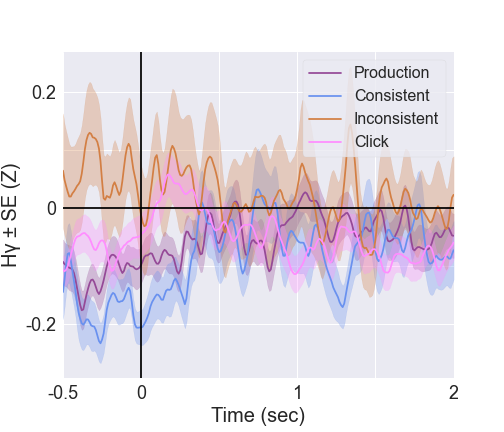 Production
Consistent
Inconsistent
Click
Hγ ± SE (Z)
0.2
0
-0.2
-0.5
0
1
2
Time (sec)